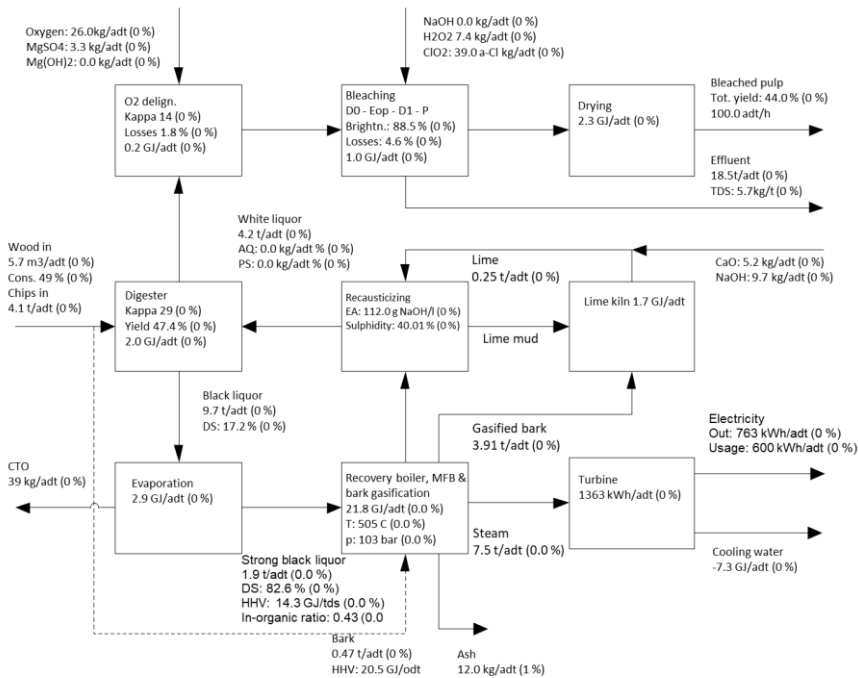 Oxygen: 26.0kg/adt (0 %)
MgSO4: 3.3 kg/adt (0 %)
Mg(OH)2: 0.0 kg/adt (0 %)
NaOH 0.0 kg/adt (0 %)
H2O2 7.4 kg/adt (0 %)
ClO2: 39.0 a-Cl kg/adt (0 %)
O2 delign.
Kappa 14 (0 %)
Losses 1.8 % (0 %)
0.2 GJ/adt (0 %)
Bleaching
D0 - Eop - D1 - P
Brightn.: 88.5 % (0 %)
Losses: 4.6 % (0 %)
1.0 GJ/adt (0 %)
Drying
2.3 GJ/adt (0 %)
Bleached pulp
Tot. yield: 44.0 % (0 %)
100.0 adt/h
Effluent
18.5t/adt (0 %)
TDS: 5.7kg/t (0 %)
White liquor
4.2 t/adt (0 %)
AQ: 0.0 kg/adt % (0 %)
PS: 0.0 kg/adt % (0 %)
Wood in
5.7 m3/adt (0 %)
Cons. 49 % (0 %)
Chips in
4.1 t/adt (0 %)
Digester
Kappa 29 (0 %)
Yield 47.4 % (0 %)
2.0 GJ/adt (0 %)
Recausticizing
EA: 112.0 g NaOH/l (0 %)
Sulphidity: 40.01 % (0 %)
Lime
0.25 t/adt (0 %)
Lime mud
Lime kiln 1.7 GJ/adt
CaO: 5.2 kg/adt (0 %)
NaOH: 9.7 kg/adt (0 %)
Black liquor
9.7 t/adt (0 %)
DS: 17.2 % (0 %)
Gasified bark
3.91 t/adt (0 %)
Electricity
Out: 763 kWh/adt (0 %)
Usage: 600 kWh/adt (0 %)
CTO
39 kg/adt (0 %)
Evaporation
2.9 GJ/adt (0 %)
Recovery boiler, MFB &
bark gasification
21.8 GJ/adt (0.0 %)
T: 505 C (0.0 %)
p: 103 bar (0.0 %)
Steam
7.5 t/adt (0.0 %)
Turbine
1363 kWh/adt (0 %)
Cooling water
-7.3 GJ/adt (0 %)
Strong black liquor
1.9 t/adt (0.0 %)
DS: 82.6 % (0 %)
HHV: 14.3 GJ/tds (0.0 %)
In-organic ratio: 0.43 (0.0
Bark
0.47 t/adt (0 %)
HHV: 20.5 GJ/odt
Ash
12.0 kg/adt (1 %)